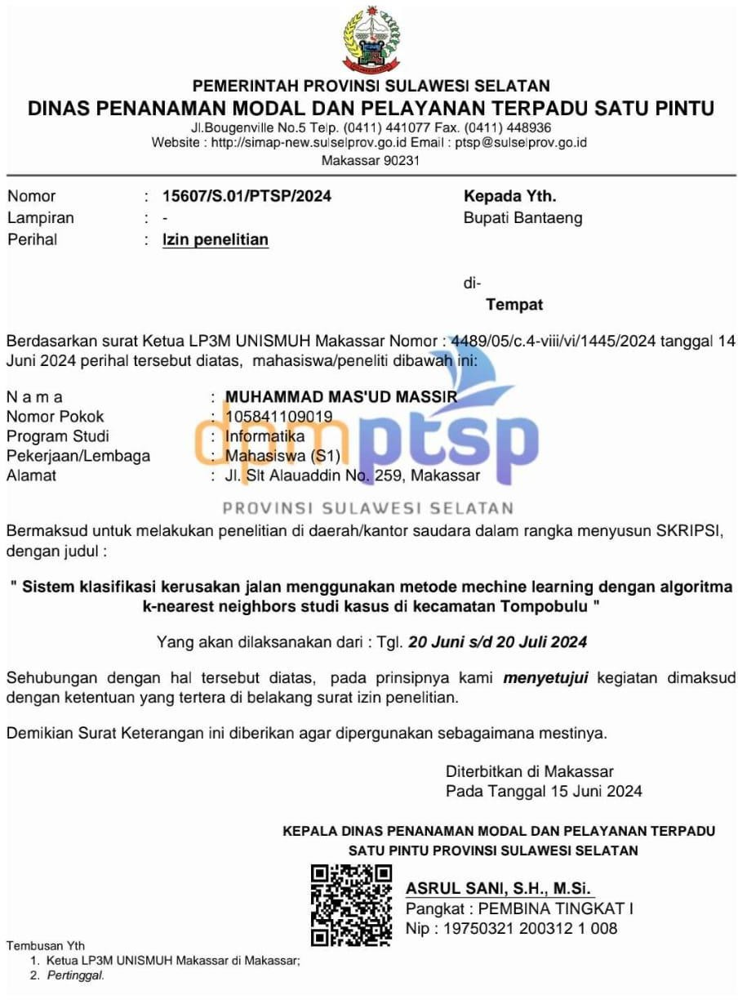 PEMERINTAH PROVINSI SULAWESI SELATAN
DINAS PENANAMAN MODAL DAN PELAYANAN TERPADU SATU PINTU
Jl.Bougenville No.5 Telp. (0411) 441077 Fax. (0411) 448936
Website : http://simap-new.sulselprov.go.id Email : ptsp@sulselprov.go.id
Makassar 90231
Nomor : 15607/S.01/PTSP/2024
Lampiran : -
Perihal : Izin penelitian
Kepada Yth.
Bupati Bantaeng
di-
Tempat
Berdasarkan surat Ketua LP3M UNISMUH Makassar Nomor : 4489/05/c.4-viii/vi/1445/2024 tanggal 14
Juni 2024 perihal tersebut diatas, mahasiswa/peneliti dibawah ini:
N a m a : MUHAMMAD MAS'UD MASSIR
Nomor Pokok : 105841109019
Program Studi : Informatika
Pekerjaan/Lembaga : Mahasiswa (S1)
Alamat : Jl. Slt Alauaddin No. 259, Makassar
dpmptsp
PROVINSI SULAWESI SELATAN
Bermaksud untuk melakukan penelitian di daerah/kantor saudara dalam rangka menyusun SKRIPSI,
dengan judul :
" Sistem klasifikasi kerusakan jalan menggunakan metode mechine learning dengan algoritma
k-nearest neighbors studi kasus di kecamatan Tompobulu "
Yang akan dilaksanakan dari : Tgl. 20 Juni s/d 20 Juli 2024
Sehubungan dengan hal tersebut diatas, pada prinsipnya kami menyetujui kegiatan dimaksud
dengan ketentuan yang tertera di belakang surat izin penelitian.
Demikian Surat Keterangan ini diberikan agar dipergunakan sebagaimana mestinya.
Diterbitkan di Makassar
Pada Tanggal 15 Juni 2024
KEPALA DINAS PENANAMAN MODAL DAN PELAYANAN TERPADU
SATU PINTU PROVINSI SULAWESI SELATAN
ASRUL SANI, S.H., M.Si.
Pangkat : PEMBINA TINGKAT I
Nip : 19750321 200312 1 008
Tembusan Yth
1. Ketua LP3M UNISMUH Makassar di Makassar;
2. Pertinggal.